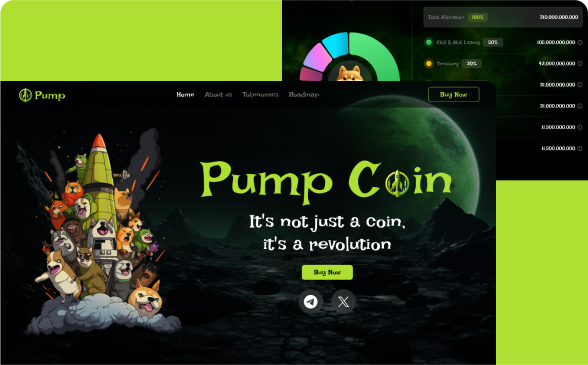 Total Allocation 100% 210.000.000.000
CEX & DEX Listing 50% 105.000.000.000
Treasury 20% 42.000.000.000
21.000.000.000
21.000.000.000
11.500.000.000
11.500.000.000
Pump
Home About us Tokenomics Roadmap Buy Now
Pump Coin
It's not just a coin,
it's a revolution
Buy Now